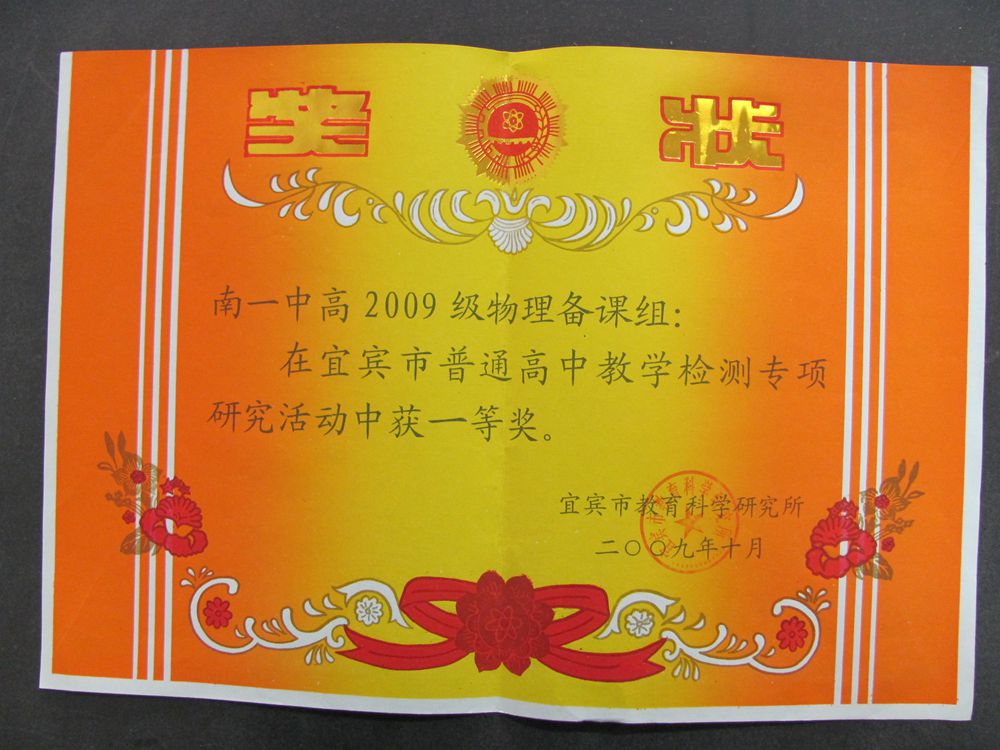 奖状
南一中高2009级物理备课组：
在宜宾市普通高中教学检测专项
研究活动中获一等奖。
宜宾市教育科学研究所
二〇〇九年十月